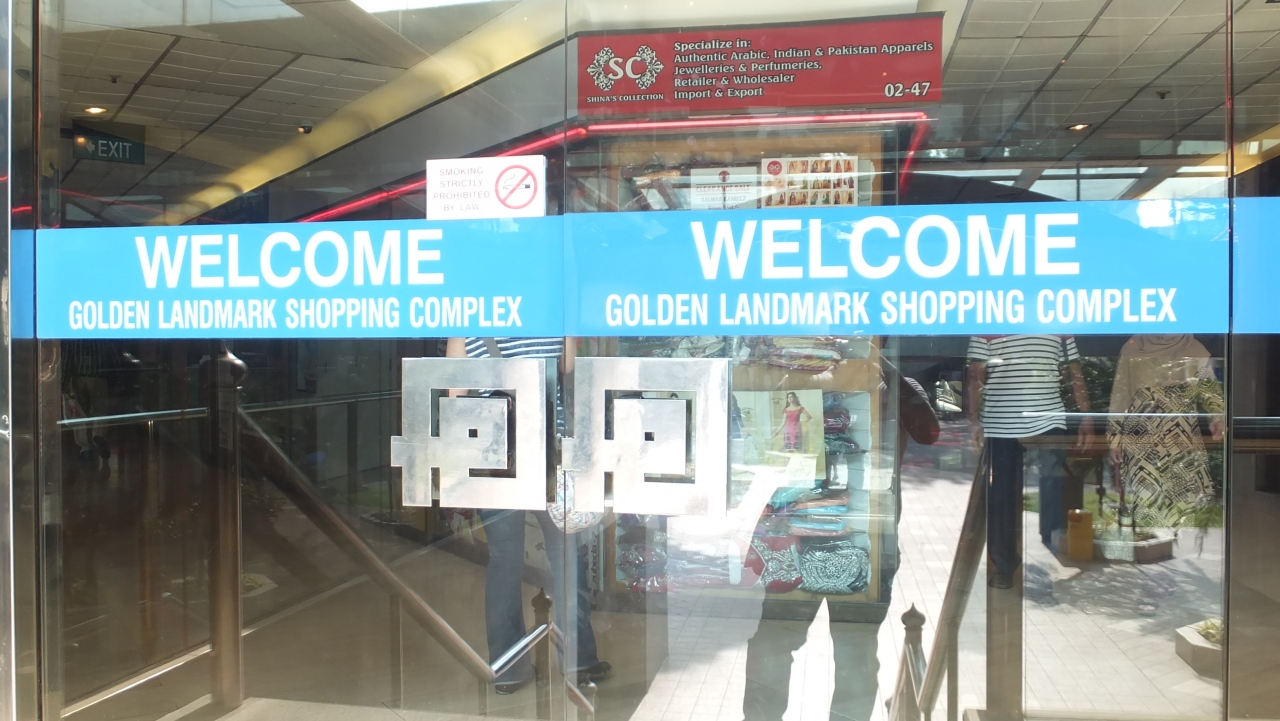 SC
SHINA'S COLLECTION
Specialize in:
Authentic Arabic, Indian & Pakistan Apparels
Jewelleries & Perfumeries,
Retailer & Wholesaler
Import & Export
02-47
EXIT
SMOKING
STRICTLY
PROHIBITED
BY LAW
WELCOME
GOLDEN LANDMARK SHOPPING COMPLEX
WELCOME
GOLDEN LANDMARK SHOPPING COMPLEX